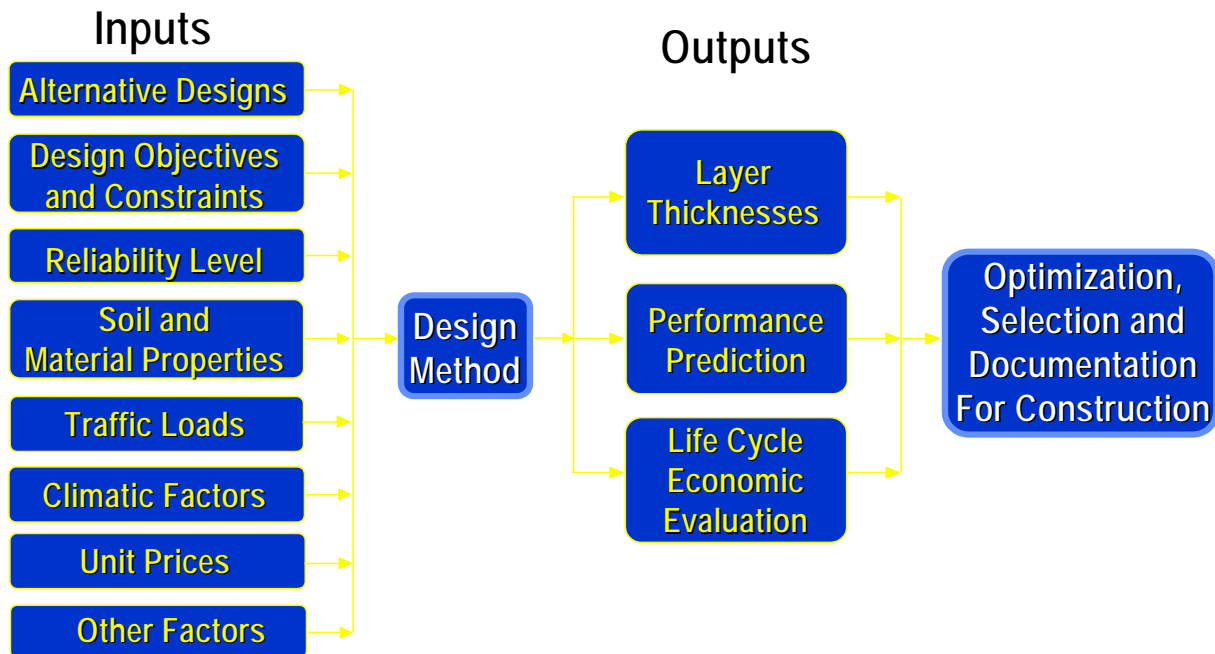 Inputs
Alternative Designs
Design Objectives
and Constraints
Reliability Level
Soil and
Material Properties
Traffic Loads
Climatic Factors
Unit Prices
Other Factors
Design
Method
Outputs
Layer
Thicknesses
Performance
Prediction
Life Cycle
Economic
Evaluation
Optimization,
Selection and
Documentation
For Construction